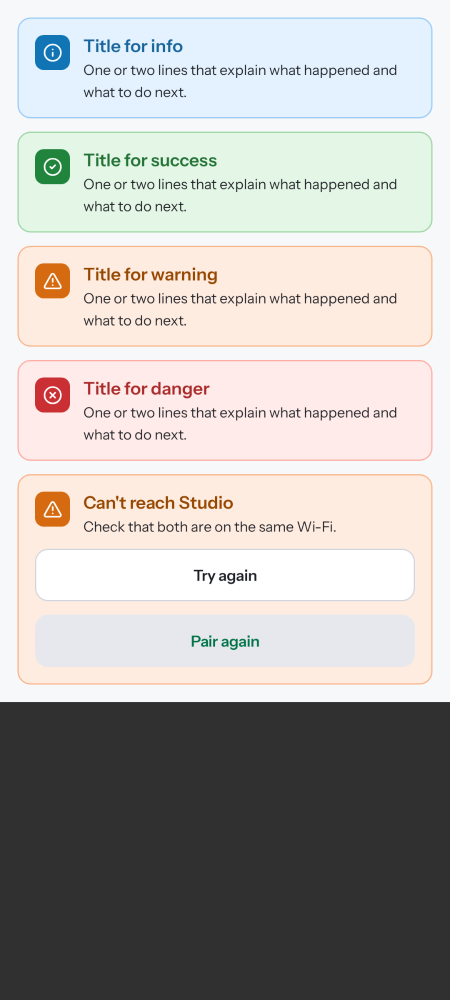 Title for info
One or two lines that explain what happened and
what to do next.
Title for success
One or two lines that explain what happened and
what to do next.
Title for warning
One or two lines that explain what happened and
what to do next.
Title for danger
One or two lines that explain what happened and
what to do next.
Can't reach Studio
Check that both are on the same Wi-Fi.
Try again
Pair again